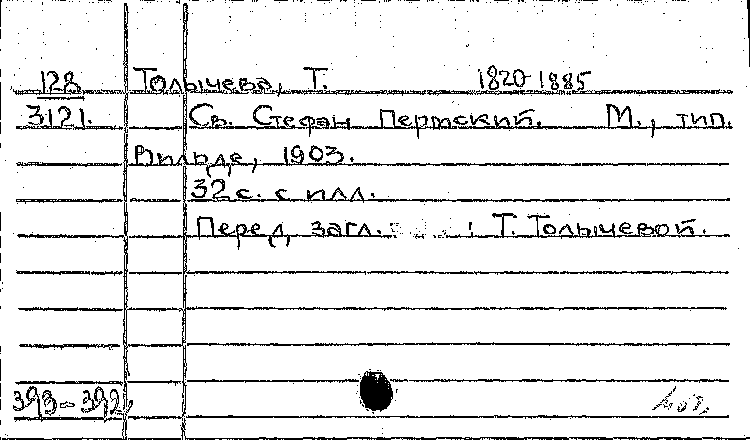 128 Толычева, Т. 1820-1885
3121. Св. Стефан Пермский. М., тип.
Вильде, 1903.
32 с. с илл.
Перед загл.: Т. Толычевой.
393-392